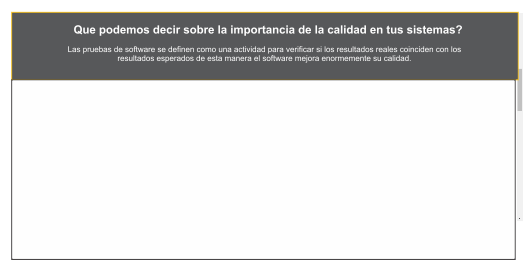 Que podemos decir sobre la importancia de la calidad en tus sistemas?
Las pruebas de software se definen como una actividad para verificar si los resultados reales coinciden con los
resultados esperados de esta manera el software mejora enormemente su calidad.